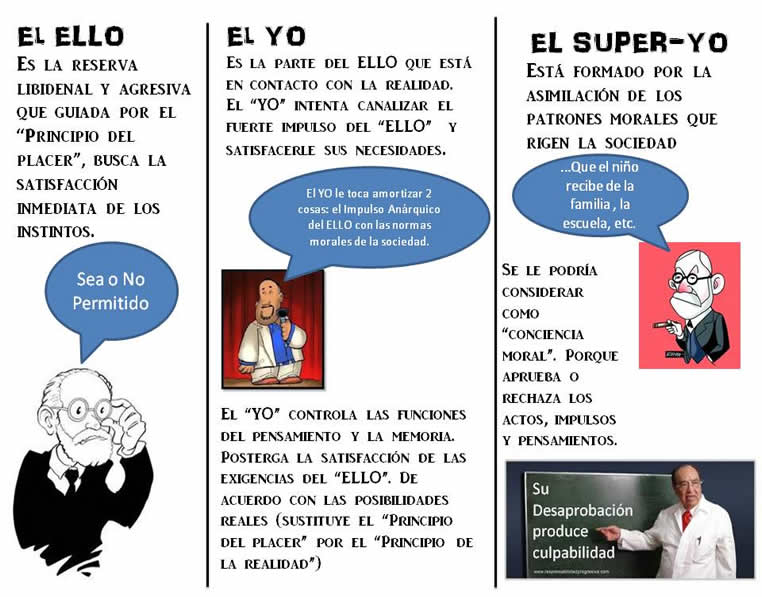 El ELLO
Es la reserva
libidenal y agresiva
que guiada por el
“Principio del
placer”, busca la
satisfacción
inmediata de los
instintos.
Sea o No
Permitido
El YO
Es la parte del ELLO que está
en contacto con la realidad.
El “YO” intenta canalizar el
fuerte impulso del “ELLO” y
satisfacerle sus necesidades.
El YO le toca amortizar 2
cosas: el Impulso Anárquico
del ELLO con las normas
morales de la sociedad.
El “YO” controla las funciones
del pensamiento y la memoria.
Posterga la satisfacción de las
exigencias del “ELLO”. De
acuerdo con las posibilidades
reales (sustituye el “Principio
del placer” por el “Principio de
la realidad”)
EL SUPER-YO
Está formado por la
asimilación de los
patrones morales que
rigen la sociedad
...Que el niño
recibe de la
familia , la
escuela, etc.
Se le podría
considerar
como
“conciencia
moral”. Porque
aprueba o
rechaza los
actos, impulsos
y pensamientos.
Su
Desaprobación
produce
culpabilidad